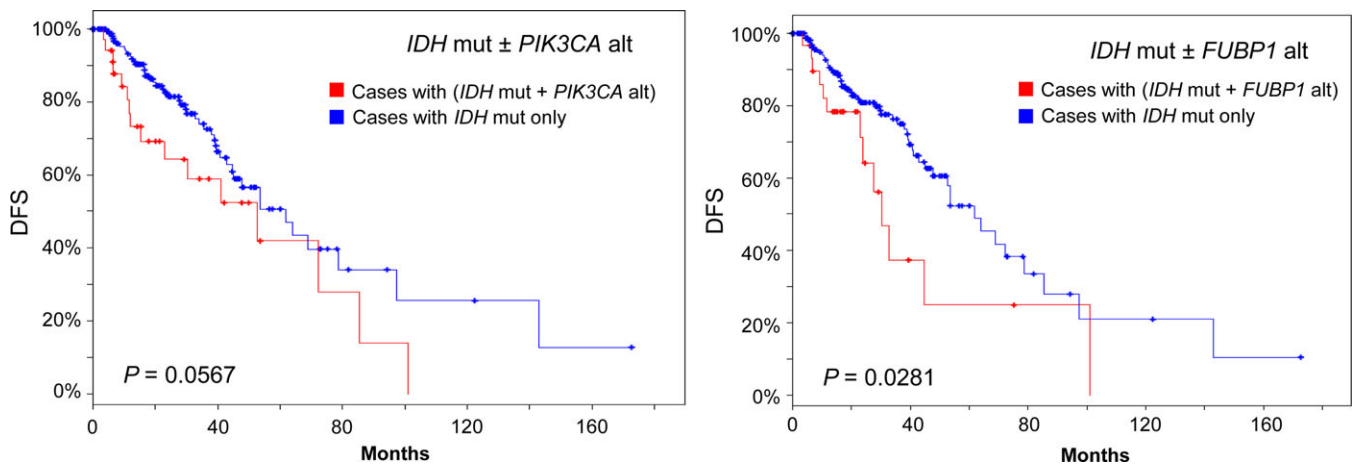 IDH mut ± PIK3CA alt
Cases with (IDH mut + PIK3CA alt)
Cases with IDH mut only
100%
80%
60%
40%
20%
0%
DFS
P = 0.0567
0
40
80
120
160
Months
IDH mut ± FUBP1 alt
Cases with (IDH mut + FUBP1 alt)
Cases with IDH mut only
100%
80%
60%
40%
20%
0%
DFS
P = 0.0281
0
40
80
120
160
Months